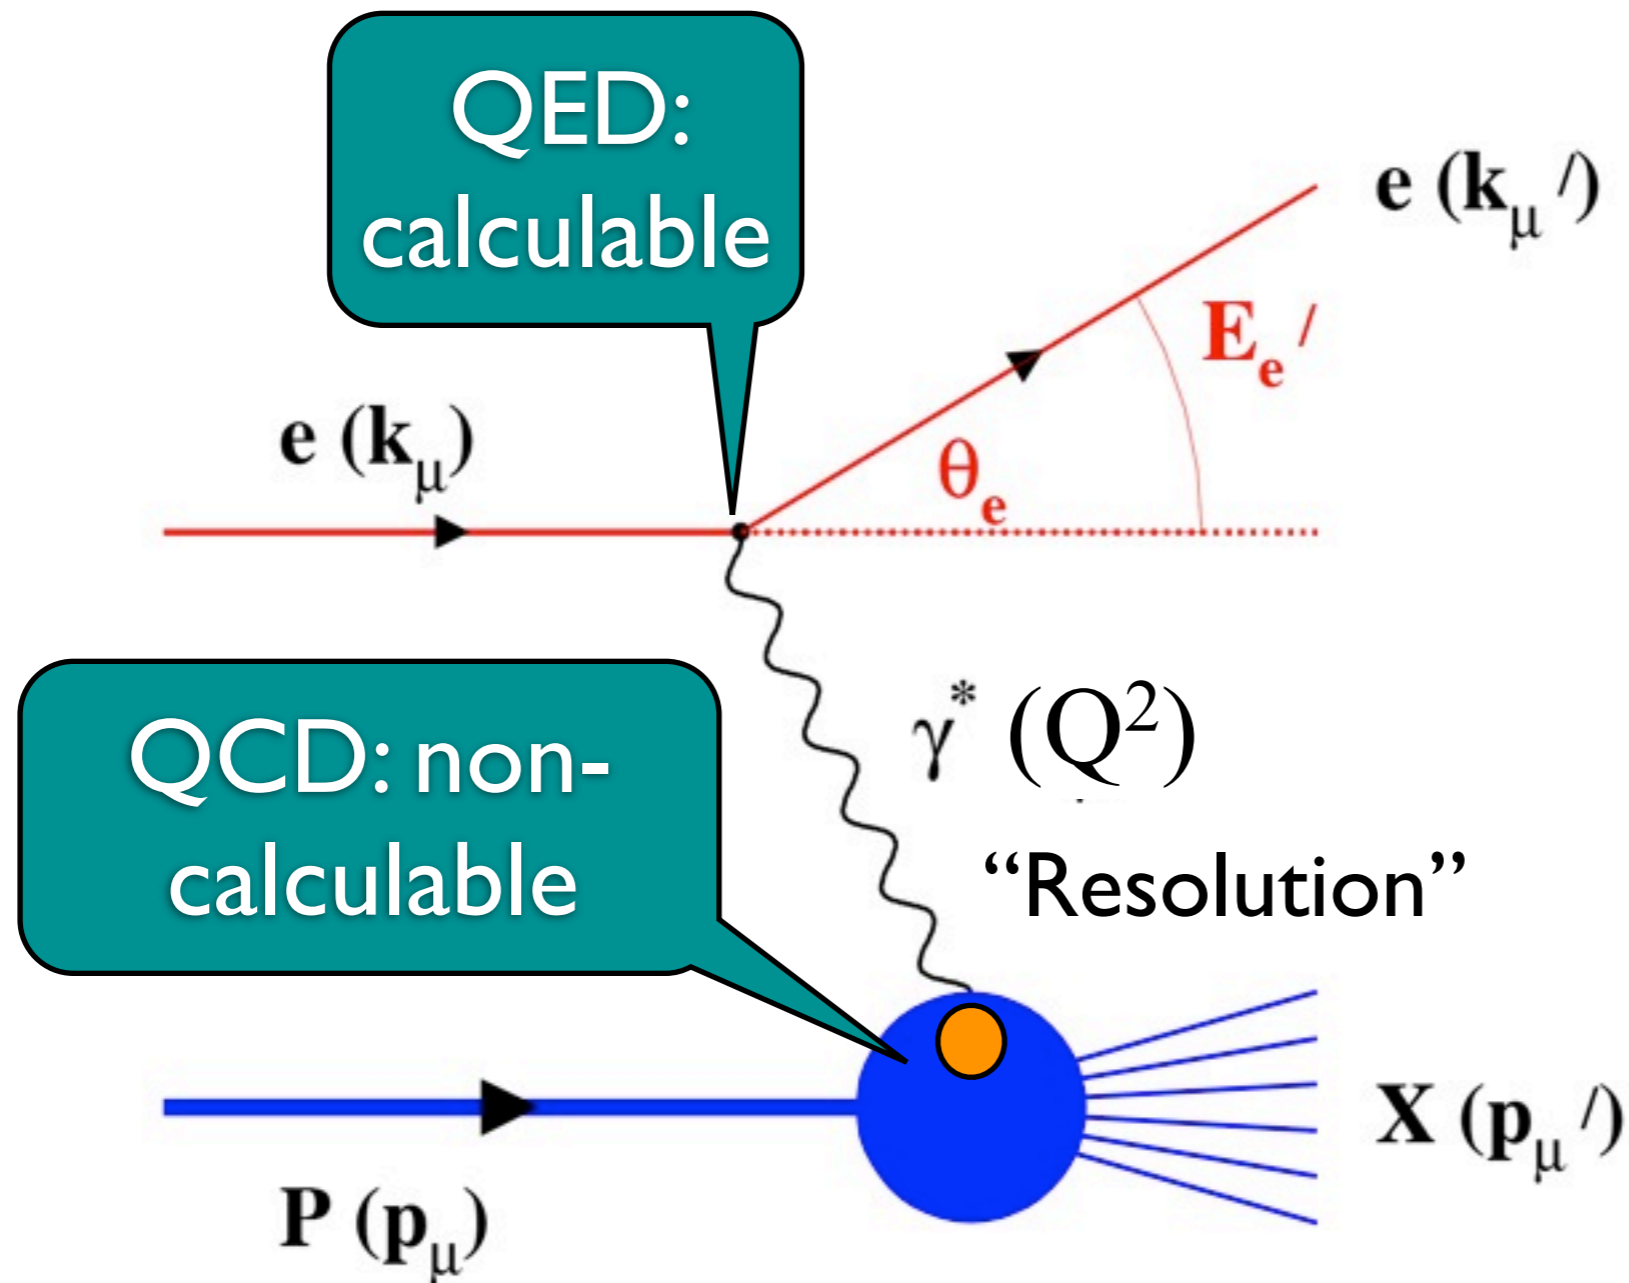 QED:
calculable
e (kμ ′)
Ee ′
e (kμ)
θe
γ* (Q²)
QCD: non-
calculable
“Resolution”
X (pμ ′)
P (pμ)